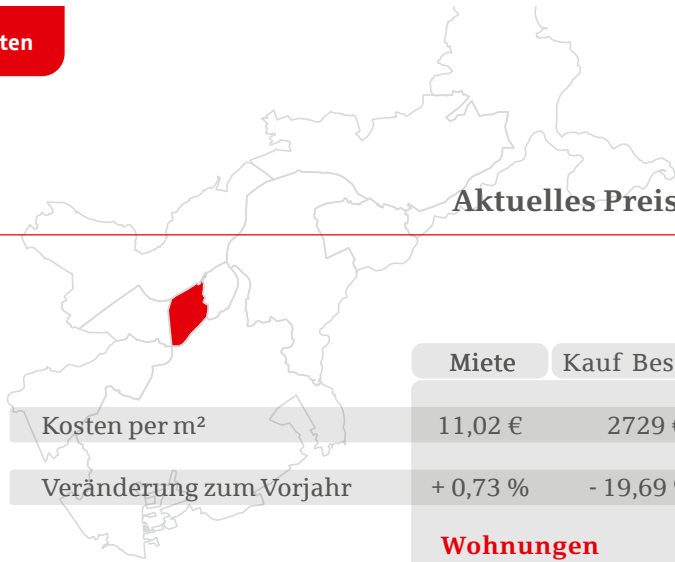 ten
Aktuelles Preis
Miete Kauf Bes
Kosten per m² 11,02 € 2729 €
Veränderung zum Vorjahr + 0,73 % - 19,69 %
Wohnungen